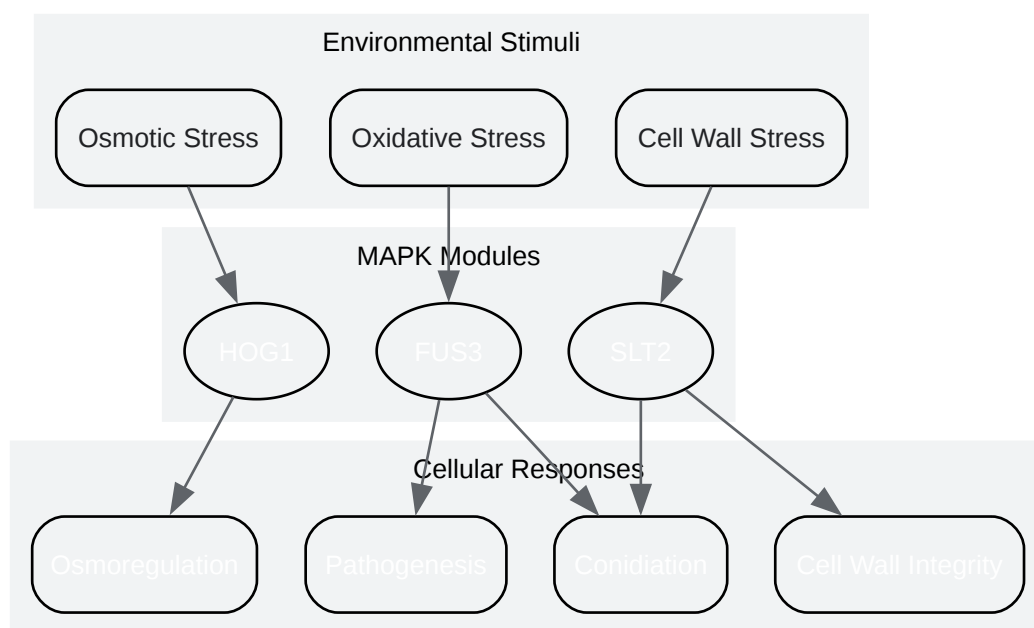 Environmental Stimuli
Osmotic Stress
Oxidative Stress
Cell Wall Stress
MAPK Modules
HOG1
FUS3
SLT2
Cellular Responses
Osmoregulation
Pathogenesis
Conidiation
Cell Wall Integrity